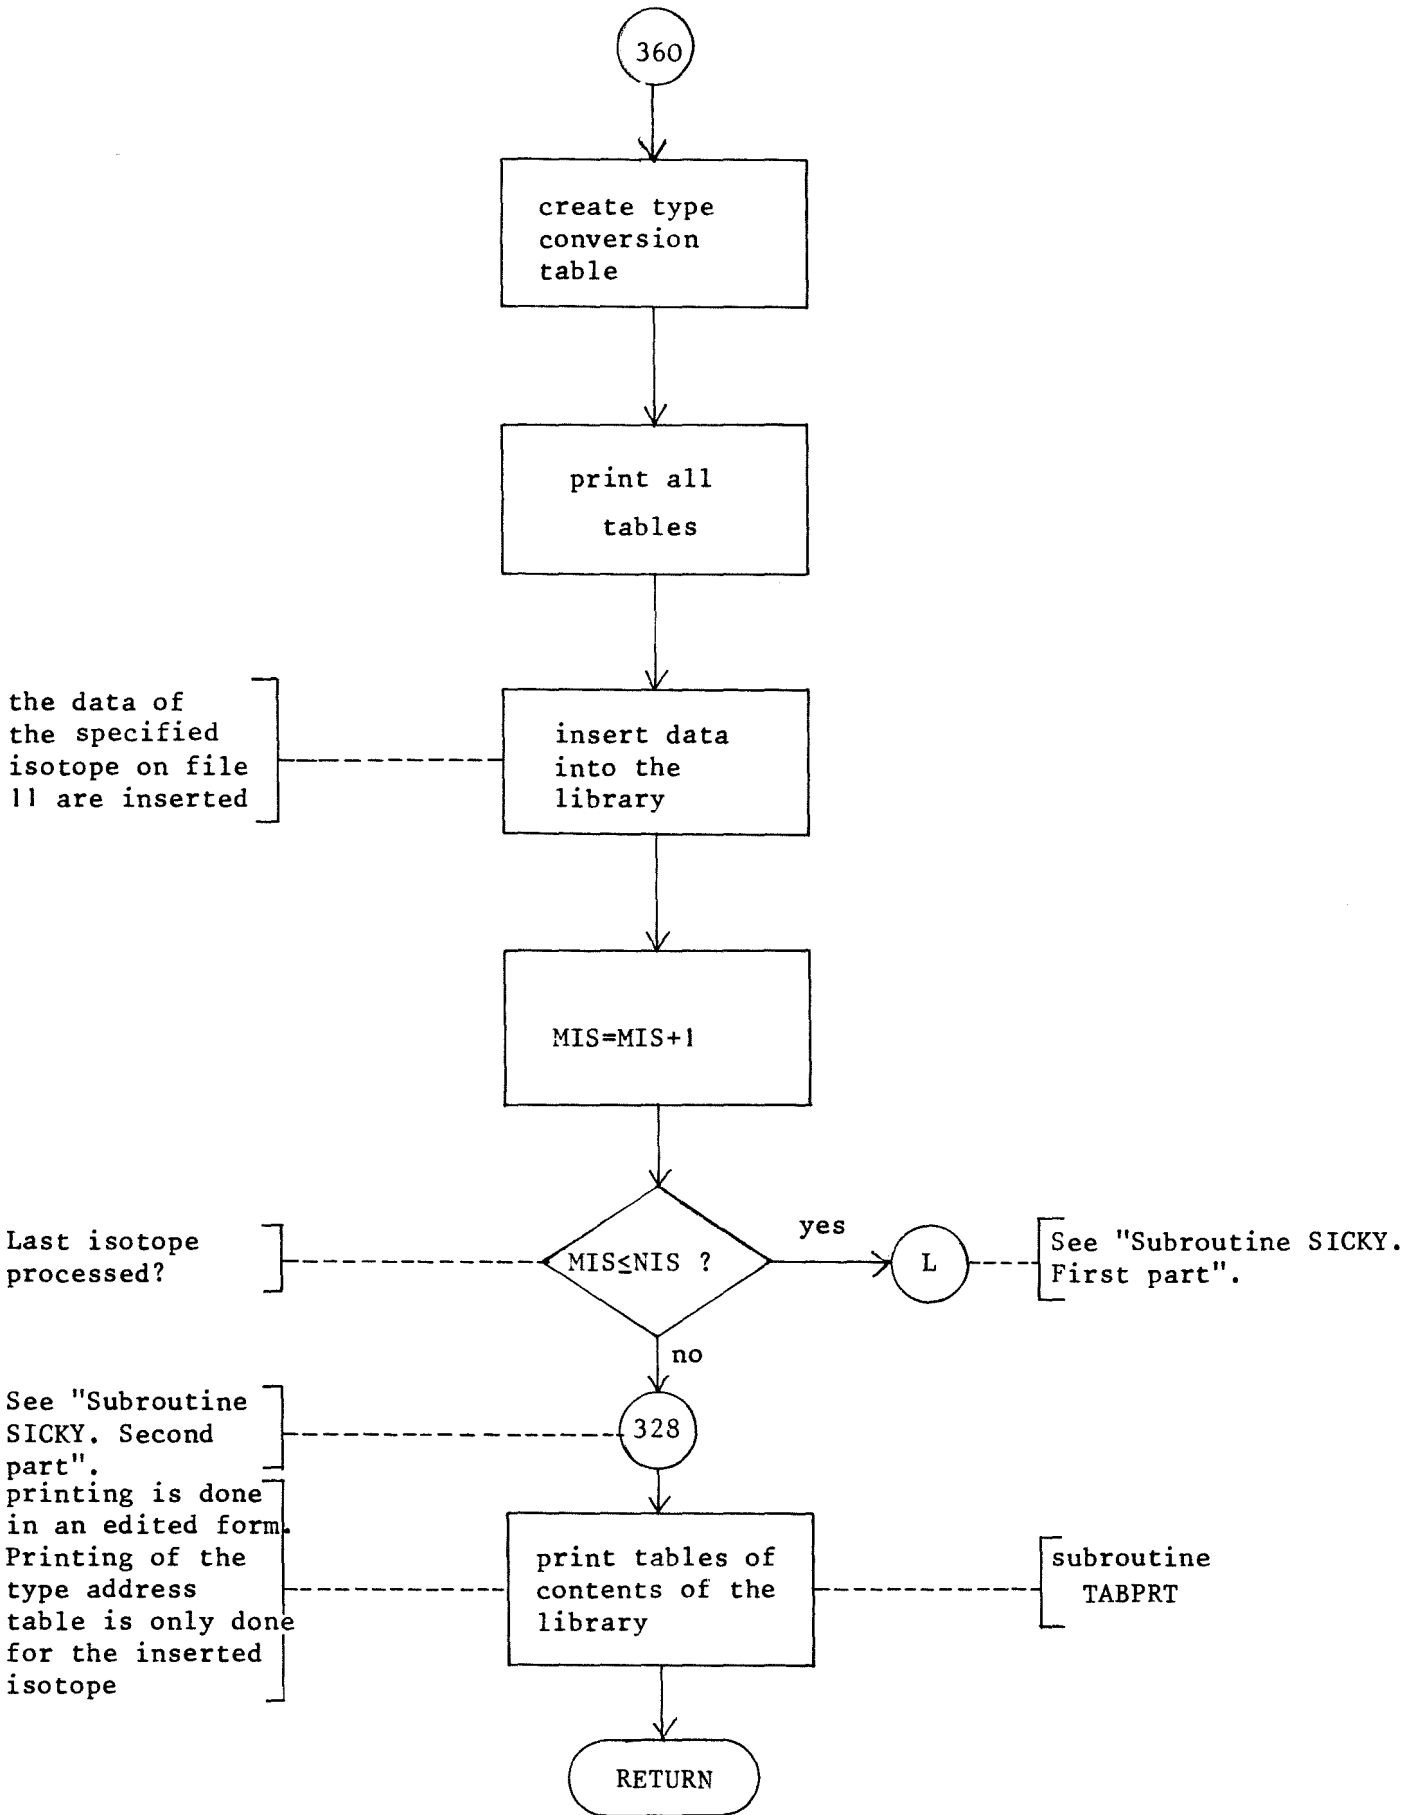 360
create type
conversion
table
print all
tables
the data of
the specified
isotope on file
11 are inserted
insert data
into the
library
MIS=MIS+1
Last isotope
processed?
MIS≤NIS ?
yes
L
See "Subroutine SICKY.
First part".
no
See "Subroutine
SICKY. Second
part".
328
printing is done
in an edited form.
Printing of the
type address
table is only done
for the inserted
isotope
print tables of
contents of the
library
subroutine
TABPRT
RETURN